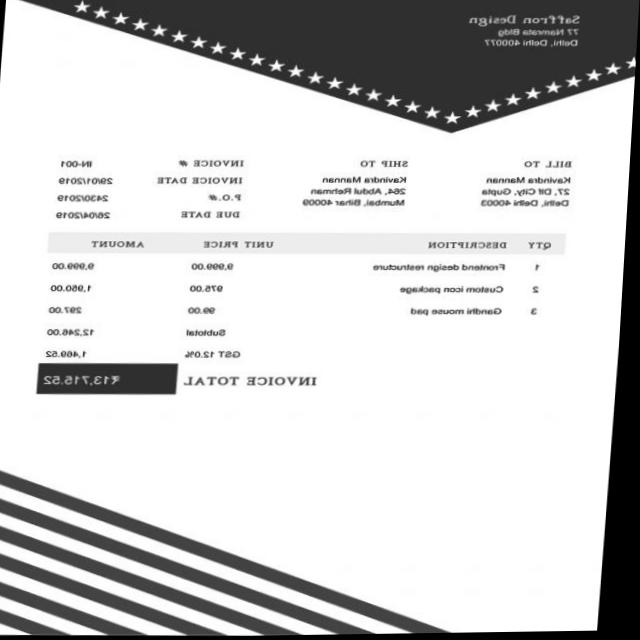 Saffron Design
77 Namrata Bldg
Delhi, Delhi 400077
BILL TO
Kavindra Mannan
27, Dlf City, Gupta
Delhi, Delhi 40003
SHIP TO
Kavindra Mannan
264, Abdul Rehman
Mumbai, Bihar 40009
INVOICE # IN-001
INVOICE DATE 29/01/2019
P.O.# 2430/2019
DUE DATE 26/04/2019
QTY DESCRIPTION UNIT PRICE AMOUNT
1 Frontend design restructure 9,999.00 9,999.00
2 Custom icon package 975.00 1,950.00
3 Gandhi mouse pad 99.00 297.00
Subtotal 12,246.00
GST 12.0% 1,469.52
INVOICE TOTAL ₹13,715.52